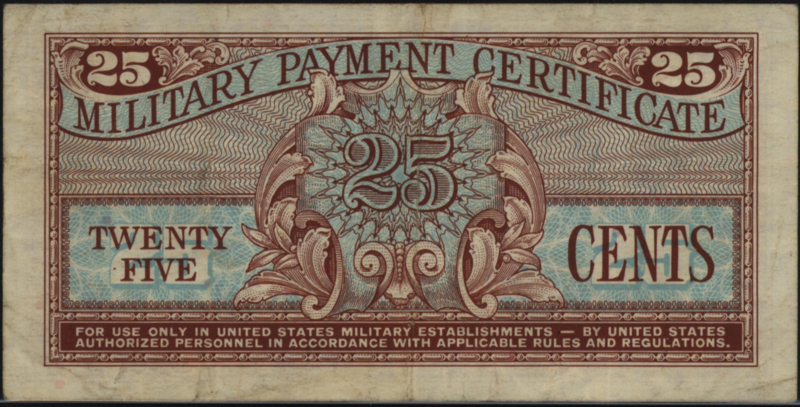 25 25
MILITARY PAYMENT CERTIFICATE
25
TWENTY
FIVE
CENTS
FOR USE ONLY IN UNITED STATES MILITARY ESTABLISHMENTS — BY UNITED STATES
AUTHORIZED PERSONNEL IN ACCORDANCE WITH APPLICABLE RULES AND REGULATIONS.